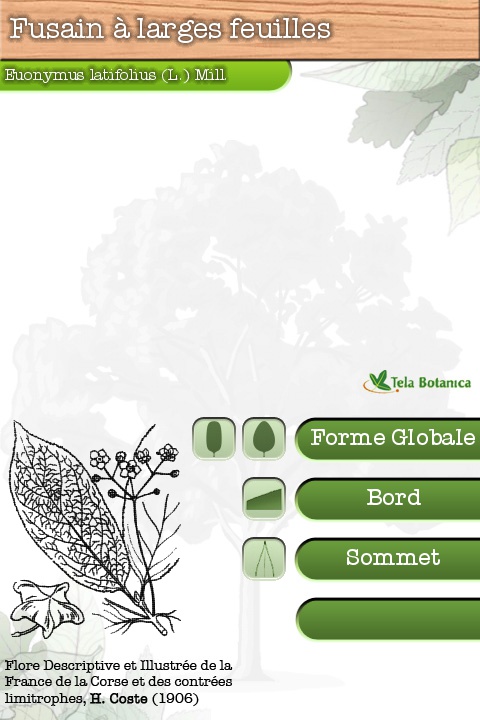 Fusain à larges feuilles
Euonymus latifolius (L.) Mill.
Tela Botanica
Forme Globale
Bord
Sommet
Flore Descriptive et Illustrée de la
France de la Corse et des contrées
limitrophes, H. Coste (1906)